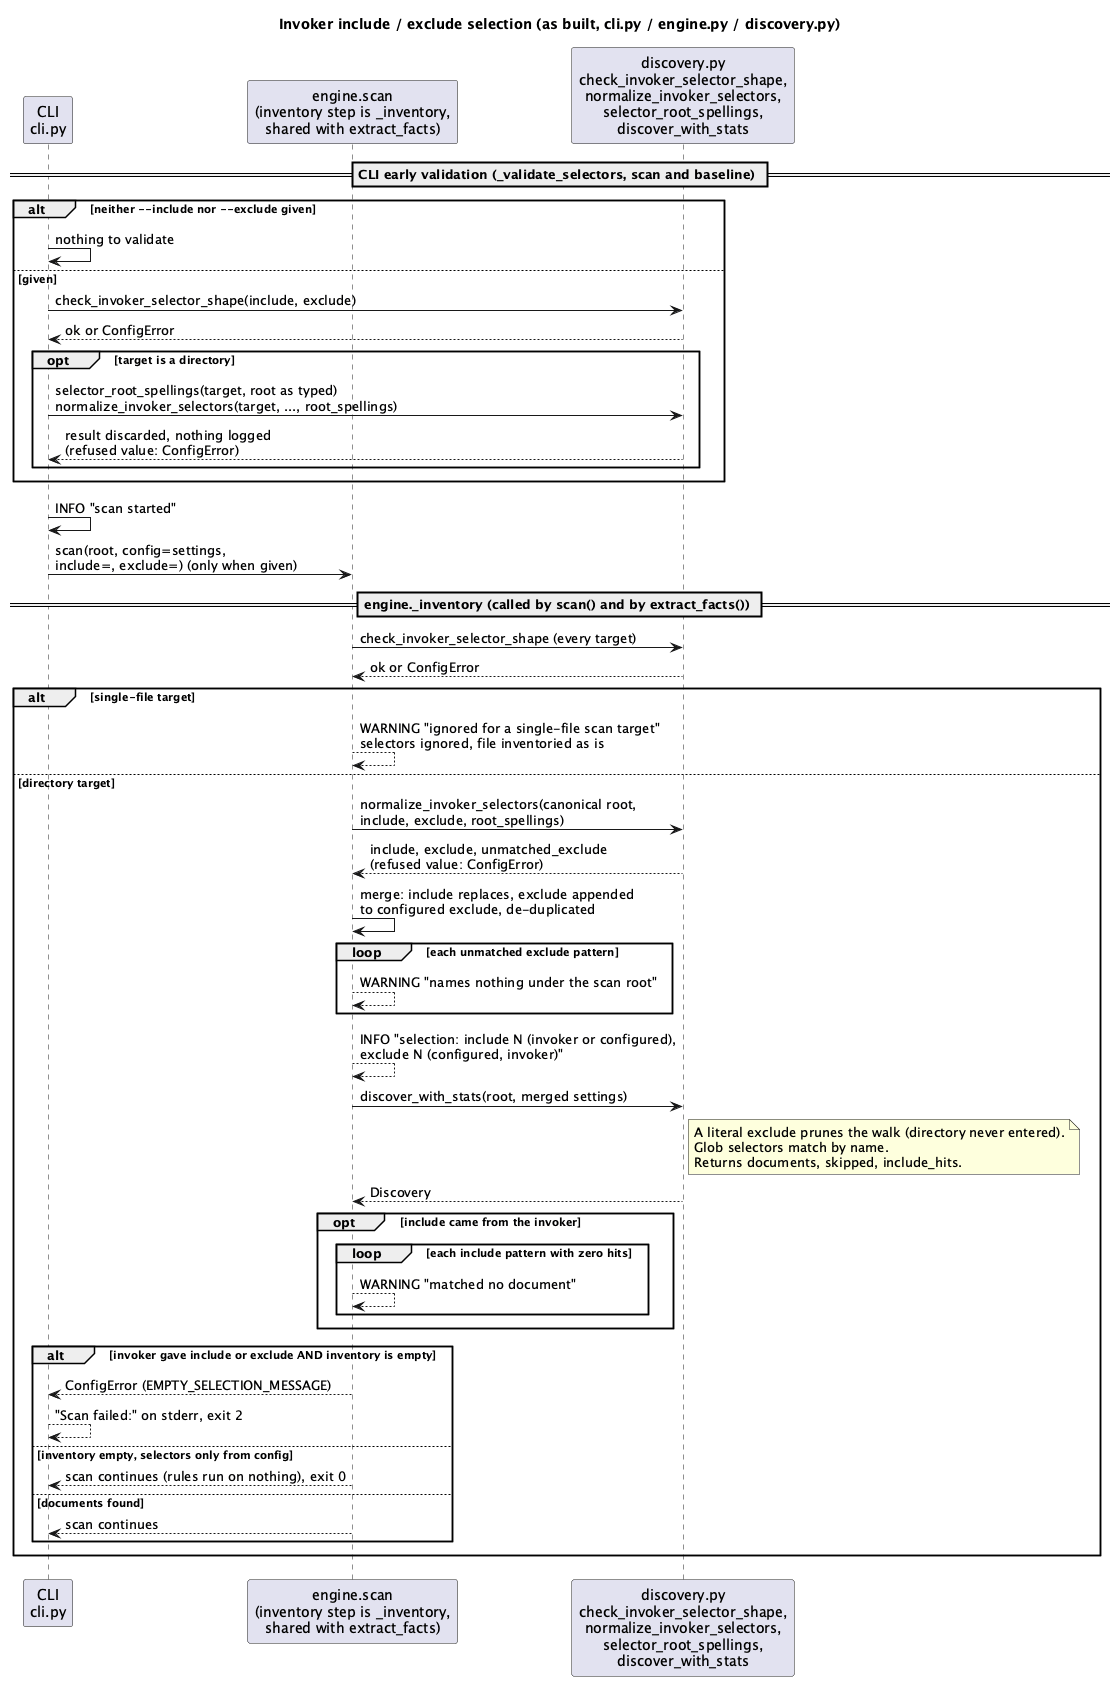 Invoker include / exclude selection (as built, cli.py / engine.py / discovery.py)
CLI
cli.py
engine.scan
(inventory step is _inventory,
shared with extract_facts)
discovery.py
check_invoker_selector_shape,
normalize_invoker_selectors,
selector_root_spellings,
discover_with_stats
CLI early validation (_validate_selectors, scan and baseline)
alt [neither --include nor --exclude given]
nothing to validate
[given]
check_invoker_selector_shape(include, exclude)
ok or ConfigError
opt [target is a directory]
selector_root_spellings(target, root as typed)
normalize_invoker_selectors(target, ..., root_spellings)
result discarded, nothing logged
(refused value: ConfigError)
INFO "scan started"
scan(root, config=settings,
include=, exclude=) (only when given)
engine._inventory (called by scan() and by extract_facts())
check_invoker_selector_shape (every target)
ok or ConfigError
alt [single-file target]
WARNING "ignored for a single-file scan target"
selectors ignored, file inventoried as is
[directory target]
normalize_invoker_selectors(canonical root,
include, exclude, root_spellings)
include, exclude, unmatched_exclude
(refused value: ConfigError)
merge: include replaces, exclude appended
to configured exclude, de-duplicated
loop [each unmatched exclude pattern]
WARNING "names nothing under the scan root"
INFO "selection: include N (invoker or configured),
exclude N (configured, invoker)"
discover_with_stats(root, merged settings)
A literal exclude prunes the walk (directory never entered).
Glob selectors match by name.
Returns documents, skipped, include_hits.
Discovery
opt [include came from the invoker]
loop [each include pattern with zero hits]
WARNING "matched no document"
alt [invoker gave include or exclude AND inventory is empty]
ConfigError (EMPTY_SELECTION_MESSAGE)
"Scan failed:" on stderr, exit 2
[inventory empty, selectors only from config]
scan continues (rules run on nothing), exit 0
[documents found]
scan continues
CLI
cli.py
engine.scan
(inventory step is _inventory,
shared with extract_facts)
discovery.py
check_invoker_selector_shape,
normalize_invoker_selectors,
selector_root_spellings,
discover_with_stats